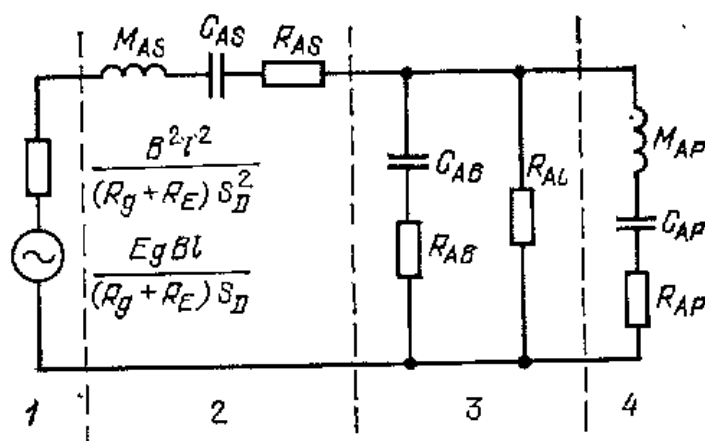 M_AS
C_AS
R_AS
B²l²
(R_g + R_E) S_D²
E_g Bl
(R_g + R_E) S_D
C_AB
R_AB
R_AL
M_AP
C_AP
R_AP
1 2 3 4